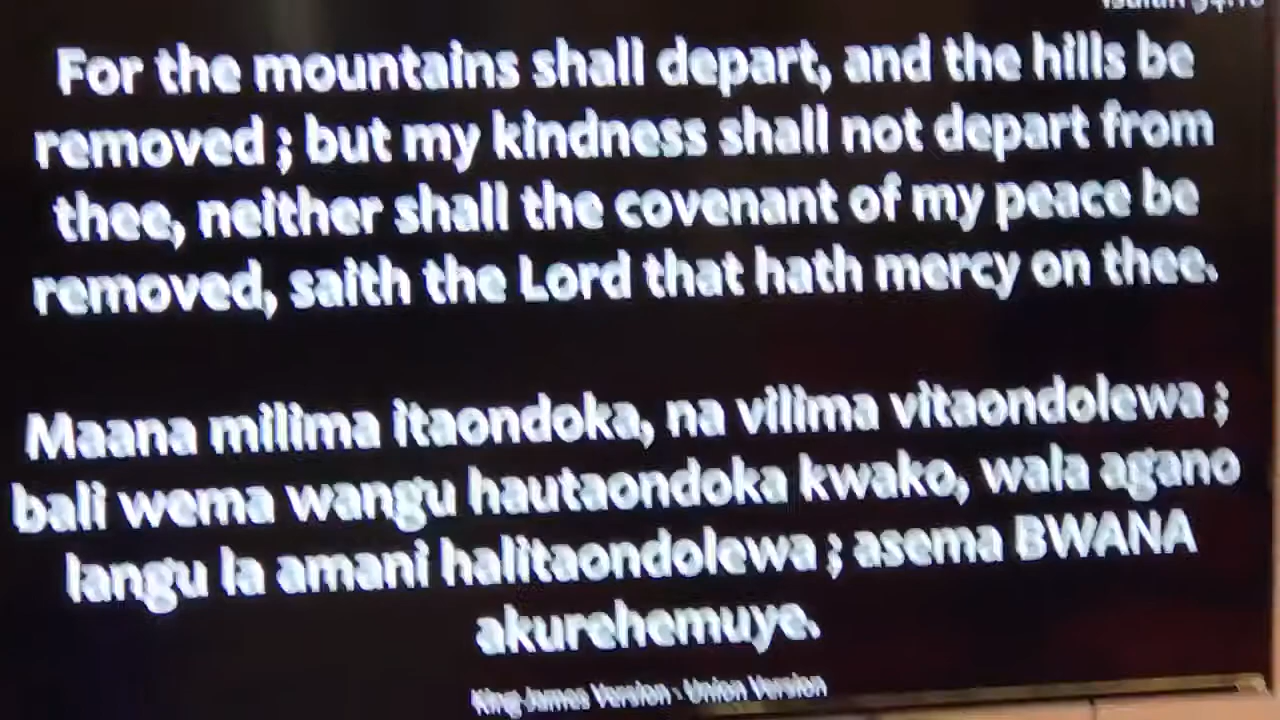 Isaiah 54:10
For the mountains shall depart, and the hills be
removed ; but my kindness shall not depart from
thee, neither shall the covenant of my peace be
removed, saith the Lord that hath mercy on thee.
Maana milima itaondoka, na vilima vitaondolewa ;
bali wema wangu hautaondoka kwako, wala agano
langu la amani halitaondolewa ; asema BWANA
akurehemuye.
King James Version - Union Version